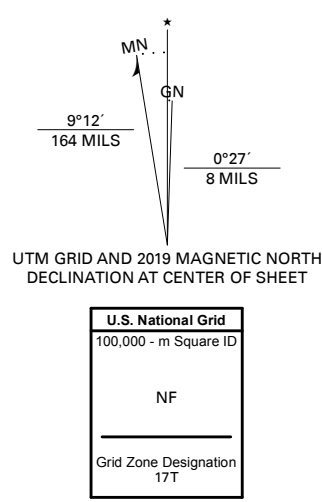 ★
MN
GN
9°12´
164 MILS
0°27´
8 MILS
UTM GRID AND 2019 MAGNETIC NORTH
DECLINATION AT CENTER OF SHEET
U.S. National Grid
100,000 - m Square ID
NF
Grid Zone Designation
17T